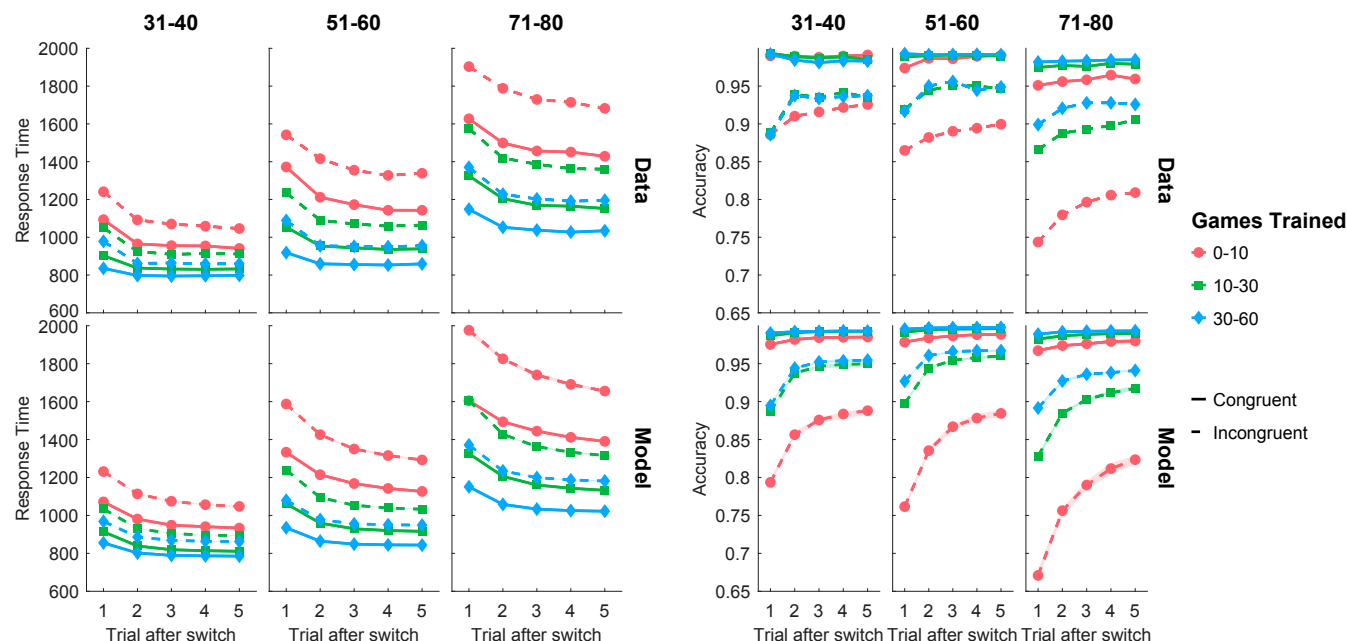 31-40 51-60 71-80
2000
1800
1600
1400
1200
1000
800
600
Response Time
Data
2000
1800
1600
1400
1200
1000
800
600
Response Time
Model
1 2 3 4 5 1 2 3 4 5 1 2 3 4 5
Trial after switch Trial after switch Trial after switch
31-40 51-60 71-80
0.95
0.9
0.85
0.8
0.75
0.7
0.65
Accuracy
Data
0.95
0.9
0.85
0.8
0.75
0.7
0.65
Accuracy
Model
1 2 3 4 5 1 2 3 4 5 1 2 3 4 5
Trial after switch Trial after switch Trial after switch
Games Trained
0-10
10-30
30-60
Congruent
Incongruent